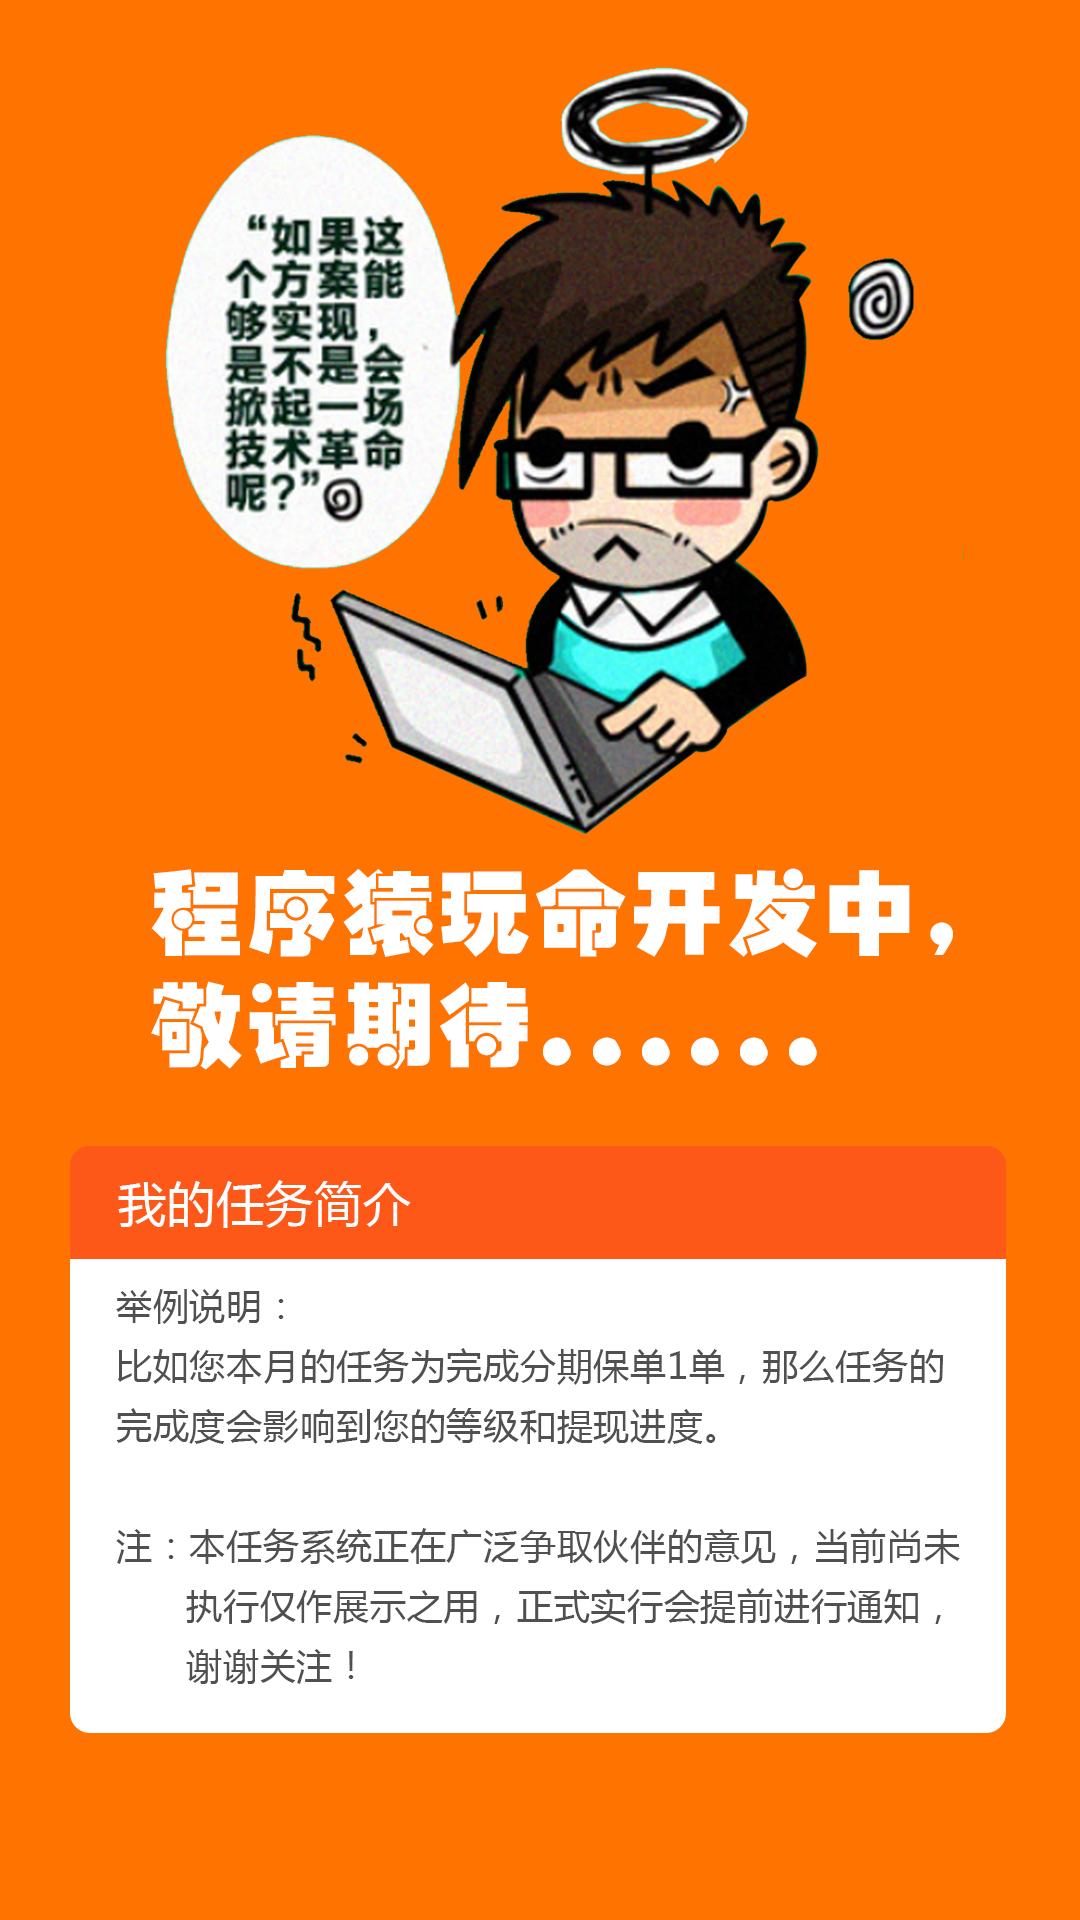 “如果这
个方案能
够实现，
是不是会
掀起一场
技术革命
呢？”
程序猿玩命开发中，
敬请期待......
我的任务简介
举例说明：
比如您本月的任务为完成分期保单1单，那么任务的
完成度会影响到您的等级和提现进度。
注：本任务系统正在广泛争取伙伴的意见，当前尚未
执行仅作展示之用，正式实行会提前进行通知，
谢谢关注！